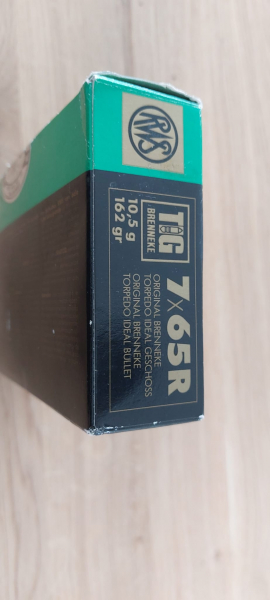 RWS
TIG
BRENNEKE
10,5 g
162 gr
7x65R
ORIGINAL BRENNEKE
TORPEDO IDEAL GESCHOSS
ORIGINAL BRENNEKE
TORPEDO IDEAL BULLET